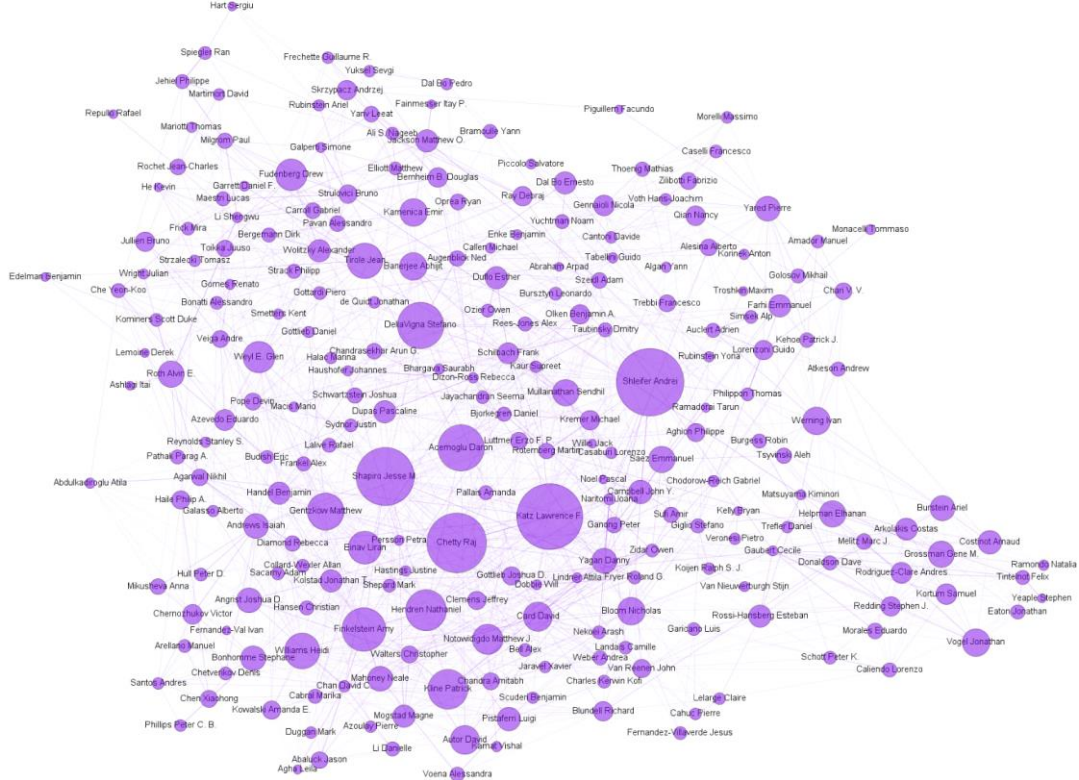 Hart Sergiu
Spiegler Ran
Frechette Guillaume R.
Yuksel Sevgi
Jehiel Philippe
Dal Bo Pedro
Martimort David
Skrzypacz Andrzej
Rubinstein Ariel
Fainmesser Itay P.
Repullo Rafael
Yariv Leeat
Piguillem Facundo
Morelli Massimo
Mariotti Thomas
Ali S. Nageeb
Bramoulle Yann
Milgrom Paul
Jackson Matthew O.
Galperti Simone
Caselli Francesco
Rochet Jean-Charles
Elliott Matthew
Piccolo Salvatore
Thoenig Mathias
Fudenberg Drew
Bernheim B. Douglas
Dal Bo Ernesto
Zilibotti Fabrizio
He Kevin
Garrett Daniel F.
Strulovici Bruno
Ray Debraj
Voth Hans-Joachim
Maestri Lucas
Oprea Ryan
Gennaioli Nicola
Carroll Gabriel
Kamenica Emir
Yared Pierre
Li Shengwu
Yuchtman Noam
Qian Nancy
Pavan Alessandro
Frick Mira
Bergemann Dirk
Enke Benjamin
Cantoni Davide
Monacelli Tommaso
Jullien Bruno
Toikka Juuso
Wolitzky Alexander
Callen Michael
Alesina Alberto
Amador Manuel
Korinek Anton
Tirole Jean
Augenblick Ned
Tabellini Guido
Strzalecki Tomasz
Banerjee Abhijit
Abraham Arpad
Algan Yann
Edelman Benjamin
Wright Julian
Strack Philipp
Duflo Esther
Golosov Mikhail
Gomes Renato
Szeidl Adam
Che Yeon-Koo
Gottardi Piero
Bursztyn Leonardo
Troshkin Maxim
Chari V. V.
Bonatti Alessandro
de Quidt Jonathan
Trebbi Francesco
Farhi Emmanuel
Smetters Kent
Ozier Owen
Olken Benjamin A.
Simsek Alp
Kominers Scott Duke
DellaVigna Stefano
Rees-Jones Alex
Taubinsky Dmitry
Auclert Adrien
Gottlieb Daniel
Kehoe Patrick J.
Veiga Andre
Chandrasekhar Arun G.
Schilbach Frank
Lorenzoni Guido
Lemoine Derek
Weyl E. Glen
Halac Marina
Rubinstein Yona
Bhargava Saurabh
Kaur Supreet
Atkeson Andrew
Roth Alvin E.
Haushofer Johannes
Dizon-Ross Rebecca
Shleifer Andrei
Ashlagi Itai
Philippon Thomas
Schwartzstein Joshua
Jayachandran Seema
Mullainathan Sendhil
Pope Devin
Macis Mario
Dupas Pascaline
Ramadorai Tarun
Azevedo Eduardo
Bjorkegren Daniel
Kremer Michael
Werning Ivan
Sydnor Justin
Aghion Philippe
Reynolds Stanley S.
Lalive Rafael
Acemoglu Daron
Luttmer Erzo F. P.
Willis Jack
Burgess Robin
Budish Eric
Rotemberg Martin
Casaburi Lorenzo
Pathak Parag A.
Frankel Alex
Saez Emmanuel
Tsyvinski Aleh
Shapiro Jesse M.
Agarwal Nikhil
Noel Pascal
Chodorow-Reich Gabriel
Abdulkadiroglu Atila
Handel Benjamin
Pallais Amanda
Campbell John Y.
Matsuyama Kiminori
Haile Philip A.
Naritomi Joana
Galasso Alberto
Gentzkow Matthew
Katz Lawrence F.
Sufi Amir
Kelly Bryan
Helpman Elhanan
Burstein Ariel
Andrews Isaiah
Ganong Peter
Giglio Stefano
Trefler Daniel
Arkolakis Costas
Diamond Rebecca
Persson Petra
Chetty Raj
Veronesi Pietro
Melitz Marc J.
Costinot Arnaud
Einav Liran
Zidar Owen
Gaubert Cecile
Grossman Gene M.
Collard-Wexler Allan
Yagan Danny
Donaldson Dave
Ramondo Natalia
Hull Peter D.
Hastings Justine
Koijen Ralph S. J.
Rodriguez-Clare Andres
Tintelnot Felix
Sacarny Adam
Gottlieb Joshua D.
Lindner Attila
Fryer Roland G.
Mikusheva Anna
Kolstad Jonathan T.
Shepard Mark
Dobbie Will
Van Nieuwerburgh Stijn
Yeaple Stephen
Angrist Joshua D.
Clemens Jeffrey
Kortum Samuel
Chernozhukov Victor
Hansen Christian
Hendren Nathaniel
Card David
Bloom Nicholas
Rossi-Hansberg Esteban
Redding Stephen J.
Eaton Jonathan
Fernandez-Val Ivan
Garicano Luis
Morales Eduardo
Arellano Manuel
Finkelstein Amy
Notowidigdo Matthew J.
Nekoei Arash
Vogel Jonathan
Bonhomme Stephane
Williams Heidi
Walters Christopher
Bell Alex
Landais Camille
Weber Andrea
Schott Peter K.
Chetverikov Denis
Jaravel Xavier
Van Reenen John
Caliendo Lorenzo
Santos Andres
Mahoney Neale
Chandra Amitabh
Charles Kerwin Kofi
Chan David C.
Chen Xiaohong
Cabral Marika
Kline Patrick
Scuderi Benjamin
Lelarge Claire
Kowalski Amanda E.
Mogstad Magne
Pistaferri Luigi
Blundell Richard
Cahuc Pierre
Phillips Peter C. B.
Azoulay Pierre
Duggan Mark
Autor David
Fernandez-Villaverde Jesus
Li Danielle
Kamat Vishal
Abaluck Jason
Agha Leila
Voena Alessandra